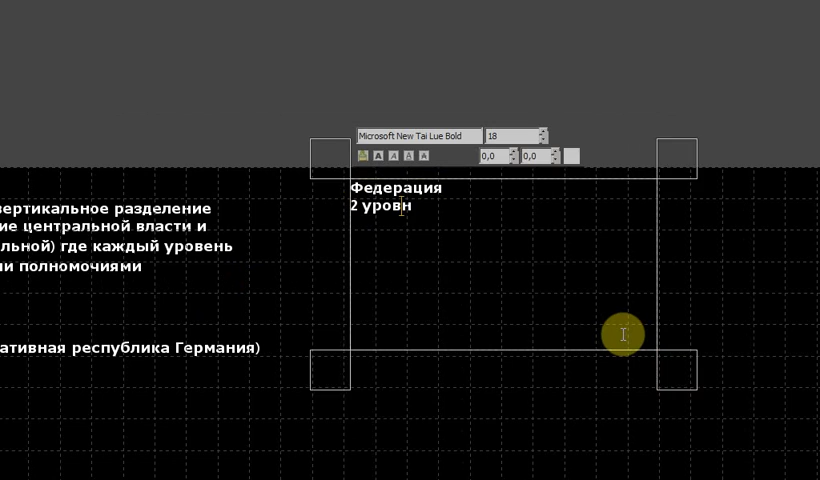 Microsoft New Tai Lue Bold 18
A A A A 0,0 0,0
Федерация
2 уровн
вертикальное разделение
ие центральной власти и
льной) где каждый уровень
ми полномочиями
ативная республика Германия)